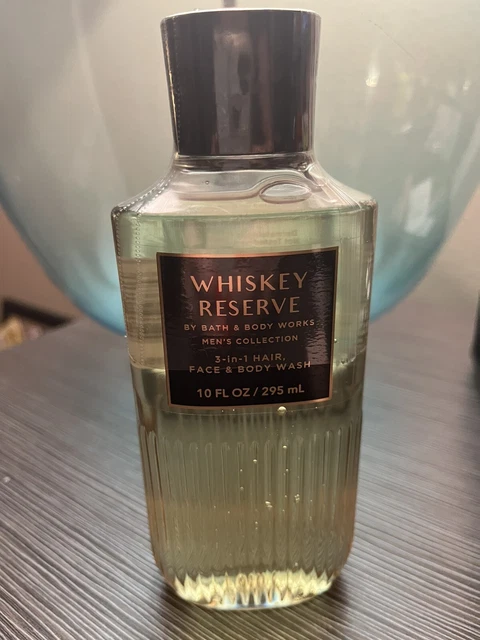 WHISKEY
RESERVE
BY BATH & BODY WORKS
MEN'S COLLECTION
3-in-1 HAIR,
FACE & BODY WASH
10 FL OZ / 295 mL